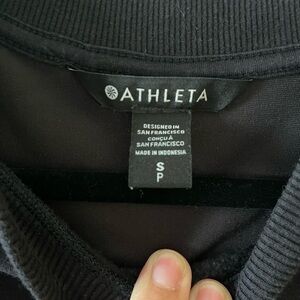 ATHLETA
DESIGNED IN
SAN FRANCISCO
CONÇU À
SAN FRANCISCO
MADE IN INDONESIA
S
P